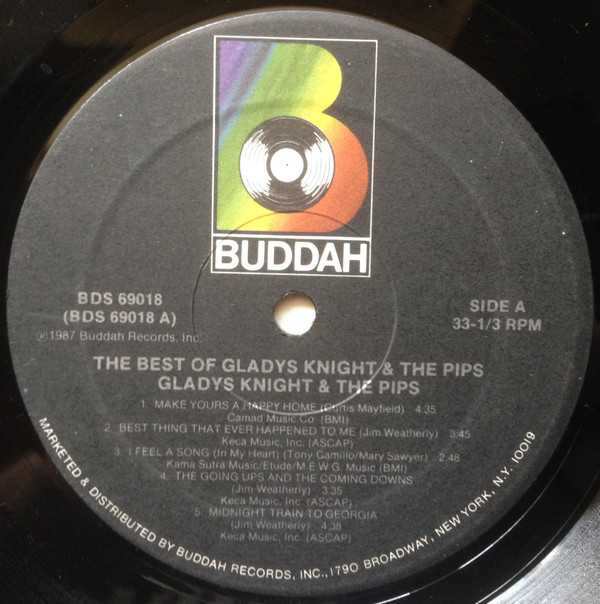 BUDDAH
BDS 69018
(BDS 69018 A)
℗1987 Buddah Records, Inc.
SIDE A
33-1/3 RPM
THE BEST OF GLADYS KNIGHT & THE PIPS
GLADYS KNIGHT & THE PIPS
1. MAKE YOURS A HAPPY HOME (Curtis Mayfield) 4:35
Camad Music Co. (BMI)
2. BEST THING THAT EVER HAPPENED TO ME (Jim Weatherly) 3:45
Keca Music, Inc. (ASCAP)
3. I FEEL A SONG (In My Heart) (Tony Camillo/Mary Sawyer) 2:48
Kama Sutra Music/Etude/M.E.W.G. Music (BMI)
4. THE GOING UPS AND THE COMING DOWNS
(Jim Weatherly) 3:35
Keca Music, Inc. (ASCAP)
5. MIDNIGHT TRAIN TO GEORGIA
(Jim Weatherly) 4:38
Keca Music, Inc. (ASCAP)
MARKETED & DISTRIBUTED BY BUDDAH RECORDS, INC., 1790 BROADWAY, NEW YORK, N.Y. 10019